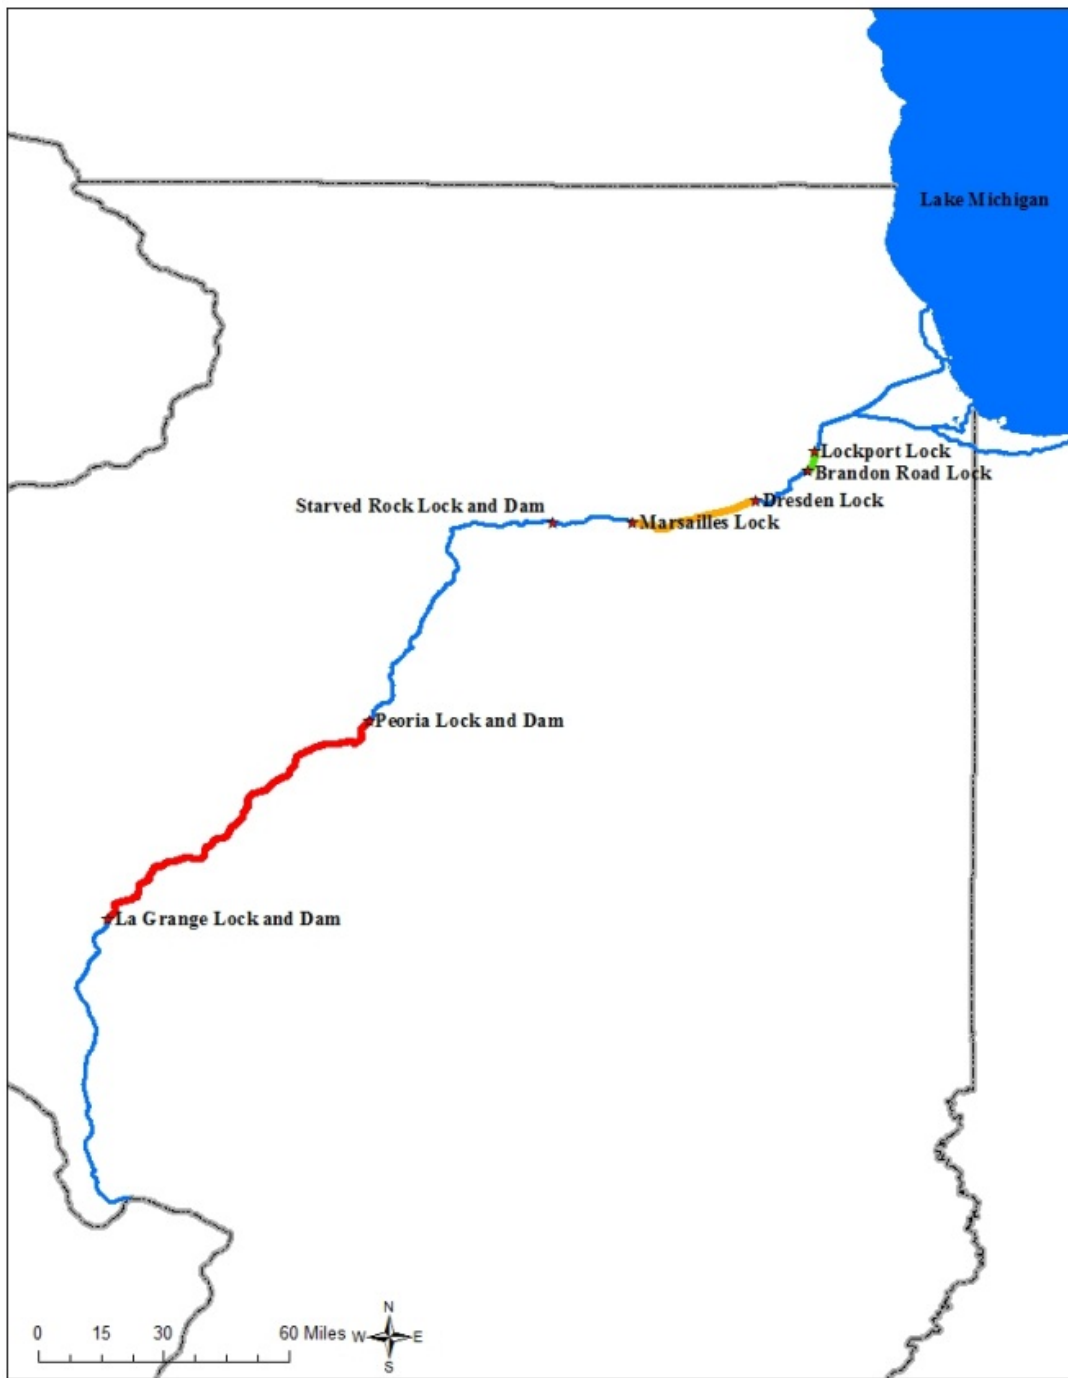 Lake Michigan
Lockport Lock
Brandon Road Lock
Dresden Lock
Starved Rock Lock and Dam
Marsailles Lock
Peoria Lock and Dam
La Grange Lock and Dam
N
0 15 30 60 Miles W E
S